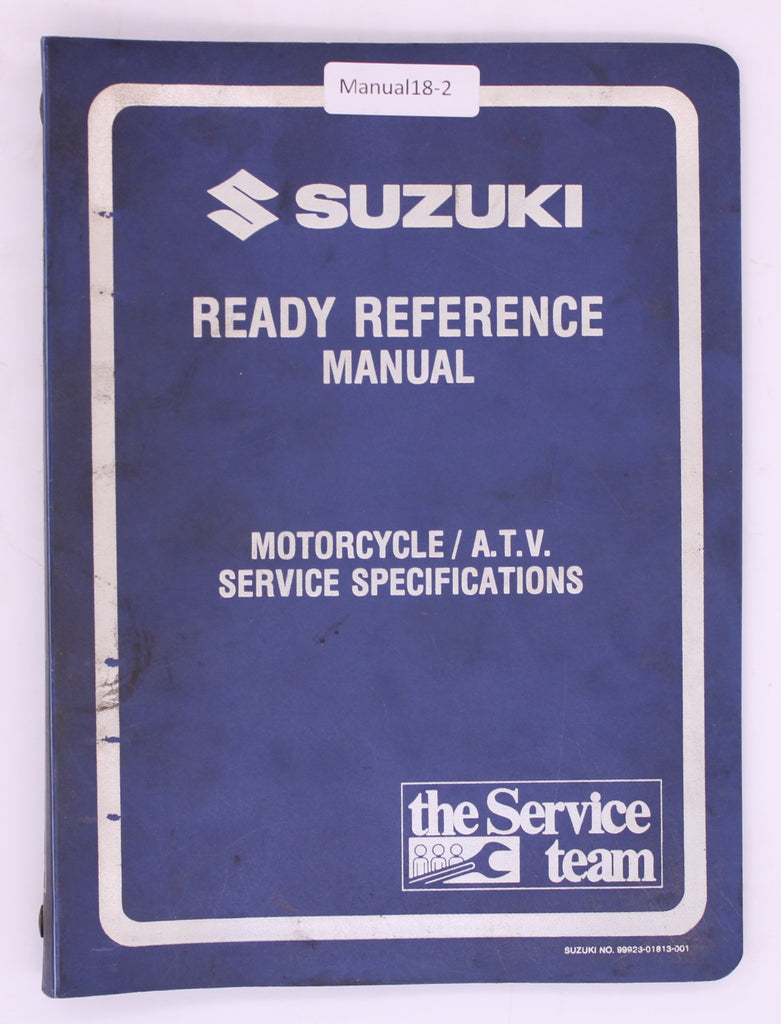 Manual18-2
SUZUKI
READY REFERENCE
MANUAL
MOTORCYCLE / A.T.V.
SERVICE SPECIFICATIONS
the Service
team
SUZUKI NO. 99923-01813-001